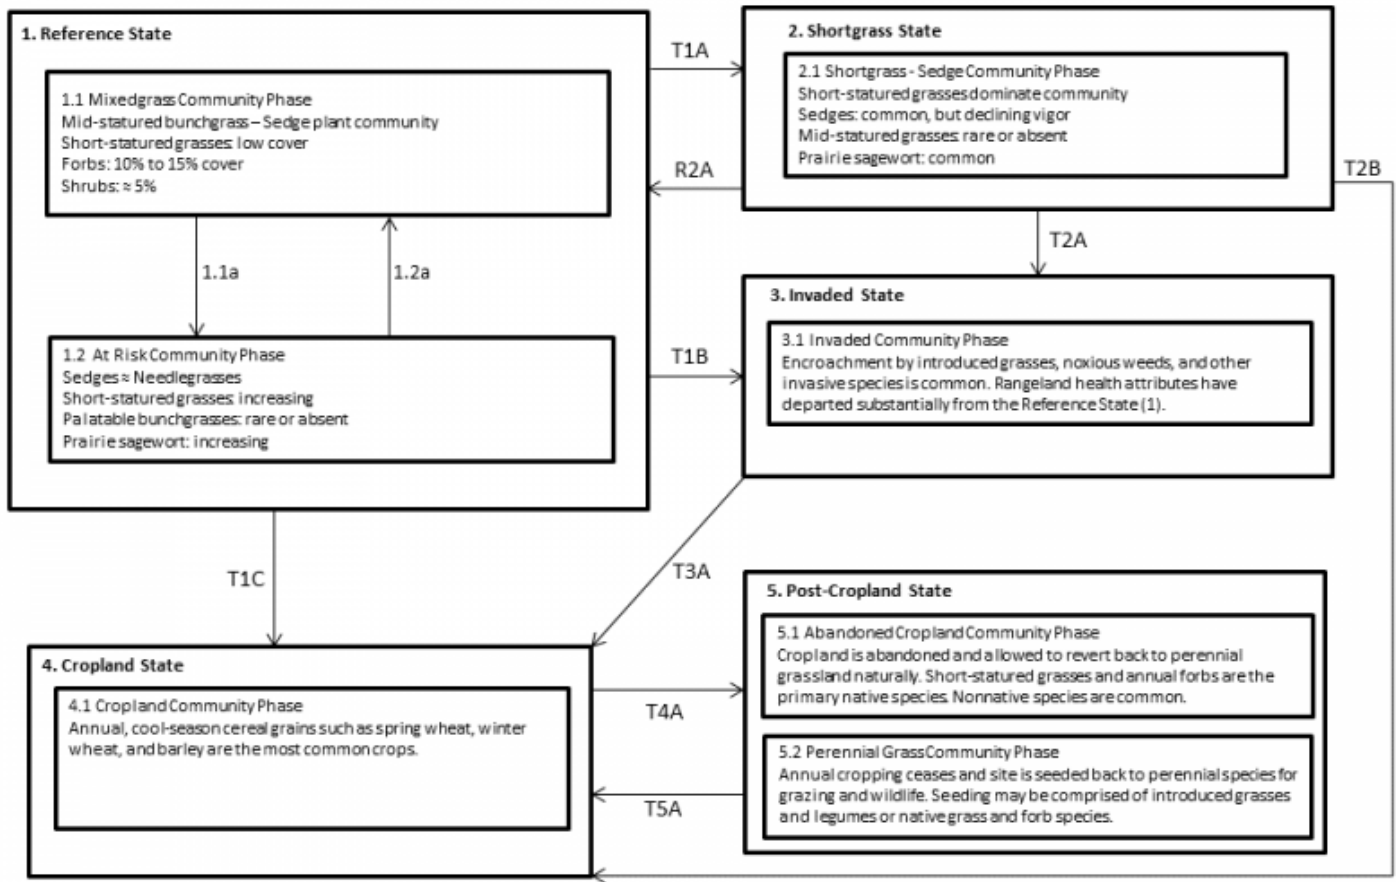 1. Reference State
1.1 Mixedgrass Community Phase
Mid-statured bunchgrass – Sedge plant community
Short-statured grasses: low cover
Forbs: 10% to 15% cover
Shrubs: ≈ 5%
1.1a
1.2a
1.2 At Risk Community Phase
Sedges ≈ Needlegrasses
Short-statured grasses: increasing
Palatable bunchgrasses: rare or absent
Prairie sagewort: increasing
T1A
R2A
T1B
T1C
2. Shortgrass State
2.1 Shortgrass - Sedge Community Phase
Short-statured grasses dominate community
Sedges: common, but declining vigor
Mid-statured grasses: rare or absent
Prairie sagewort: common
T2B
T2A
3. Invaded State
3.1 Invaded Community Phase
Encroachment by introduced grasses, noxious weeds, and other
invasive species is common. Rangeland health attributes have
departed substantially from the Reference State (1).
T3A
4. Cropland State
4.1 Cropland Community Phase
Annual, cool-season cereal grains such as spring wheat, winter
wheat, and barley are the most common crops.
T4A
T5A
5. Post-Cropland State
5.1 Abandoned Cropland Community Phase
Cropland is abandoned and allowed to revert back to perennial
grassland naturally. Short-statured grasses and annual forbs are the
primary native species. Nonnative species are common.
5.2 Perennial Grass Community Phase
Annual cropping ceases and site is seeded back to perennial species for
grazing and wildlife. Seeding may be comprised of introduced grasses
and legumes or native grass and forb species.